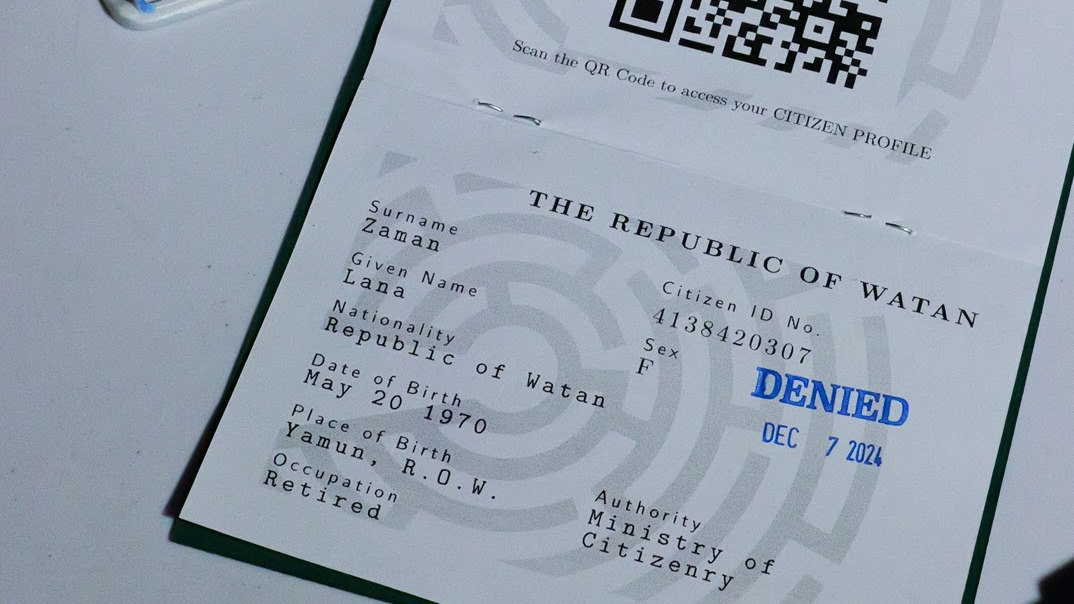 Scan the QR Code to access your CITIZEN PROFILE
THE REPUBLIC OF WATAN
Surname
Zaman
Given Name
Lana
Nationality
Republic of Watan
Date of Birth
May 20 1970
Place of Birth
Yamun, R.O.W.
Occupation
Retired
Citizen ID No.
4138420307
Sex
F
DENIED
DEC 7 2024
Authority
Ministry of
Citizenry